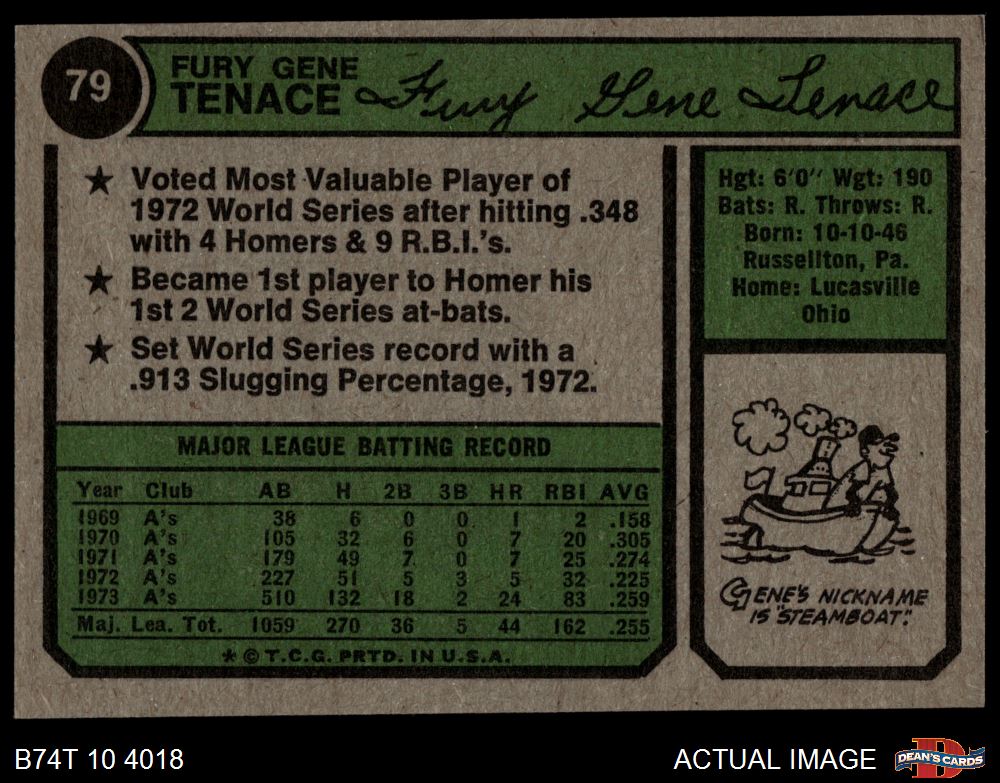 79
FURY GENE
TENACE
Fury Gene Tenace
★ Voted Most Valuable Player of
1972 World Series after hitting .348
with 4 Homers & 9 R.B.I.'s.
★ Became 1st player to Homer his
1st 2 World Series at-bats.
★ Set World Series record with a
.913 Slugging Percentage, 1972.
Hgt: 6'0'' Wgt: 190
Bats: R. Throws: R.
Born: 10-10-46
Russellton, Pa.
Home: Lucasville
Ohio
MAJOR LEAGUE BATTING RECORD
Year Club AB H 2B 3B HR RBI AVG
1969 A's 38 6 0 0 1 2 .158
1970 A's 105 32 6 0 7 20 .305
1971 A's 179 49 7 0 7 25 .274
1972 A's 227 51 5 3 5 32 .225
1973 A's 510 132 18 2 24 83 .259
Maj. Lea. Tot. 1059 270 36 5 44 162 .255
* © T.C.G. PRTD. IN U.S.A.
GENE'S NICKNAME
IS "STEAMBOAT."
B74T 10 4018
ACTUAL IMAGE
D
DEAN'S CARDS